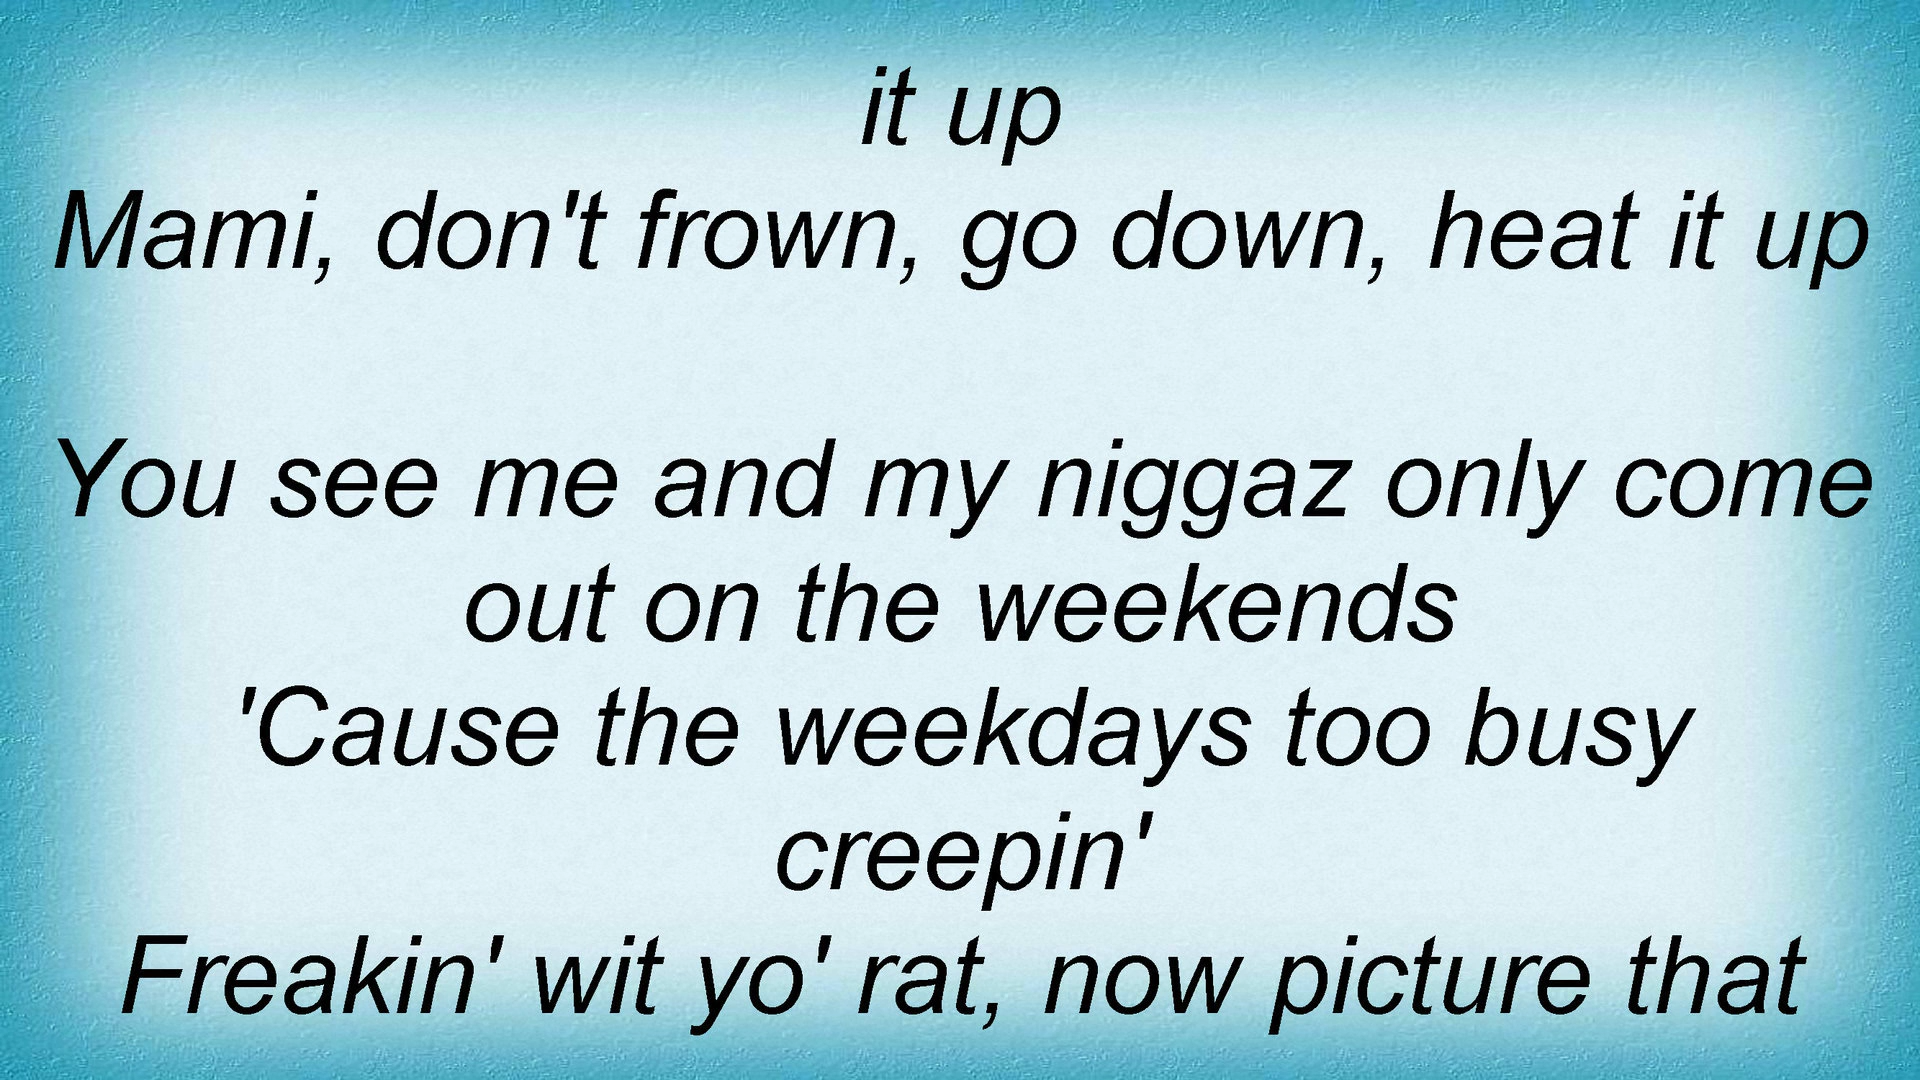 it up
Mami, don't frown, go down, heat it up
You see me and my niggaz only come
out on the weekends
'Cause the weekdays too busy
creepin'
Freakin' wit yo' rat, now picture that